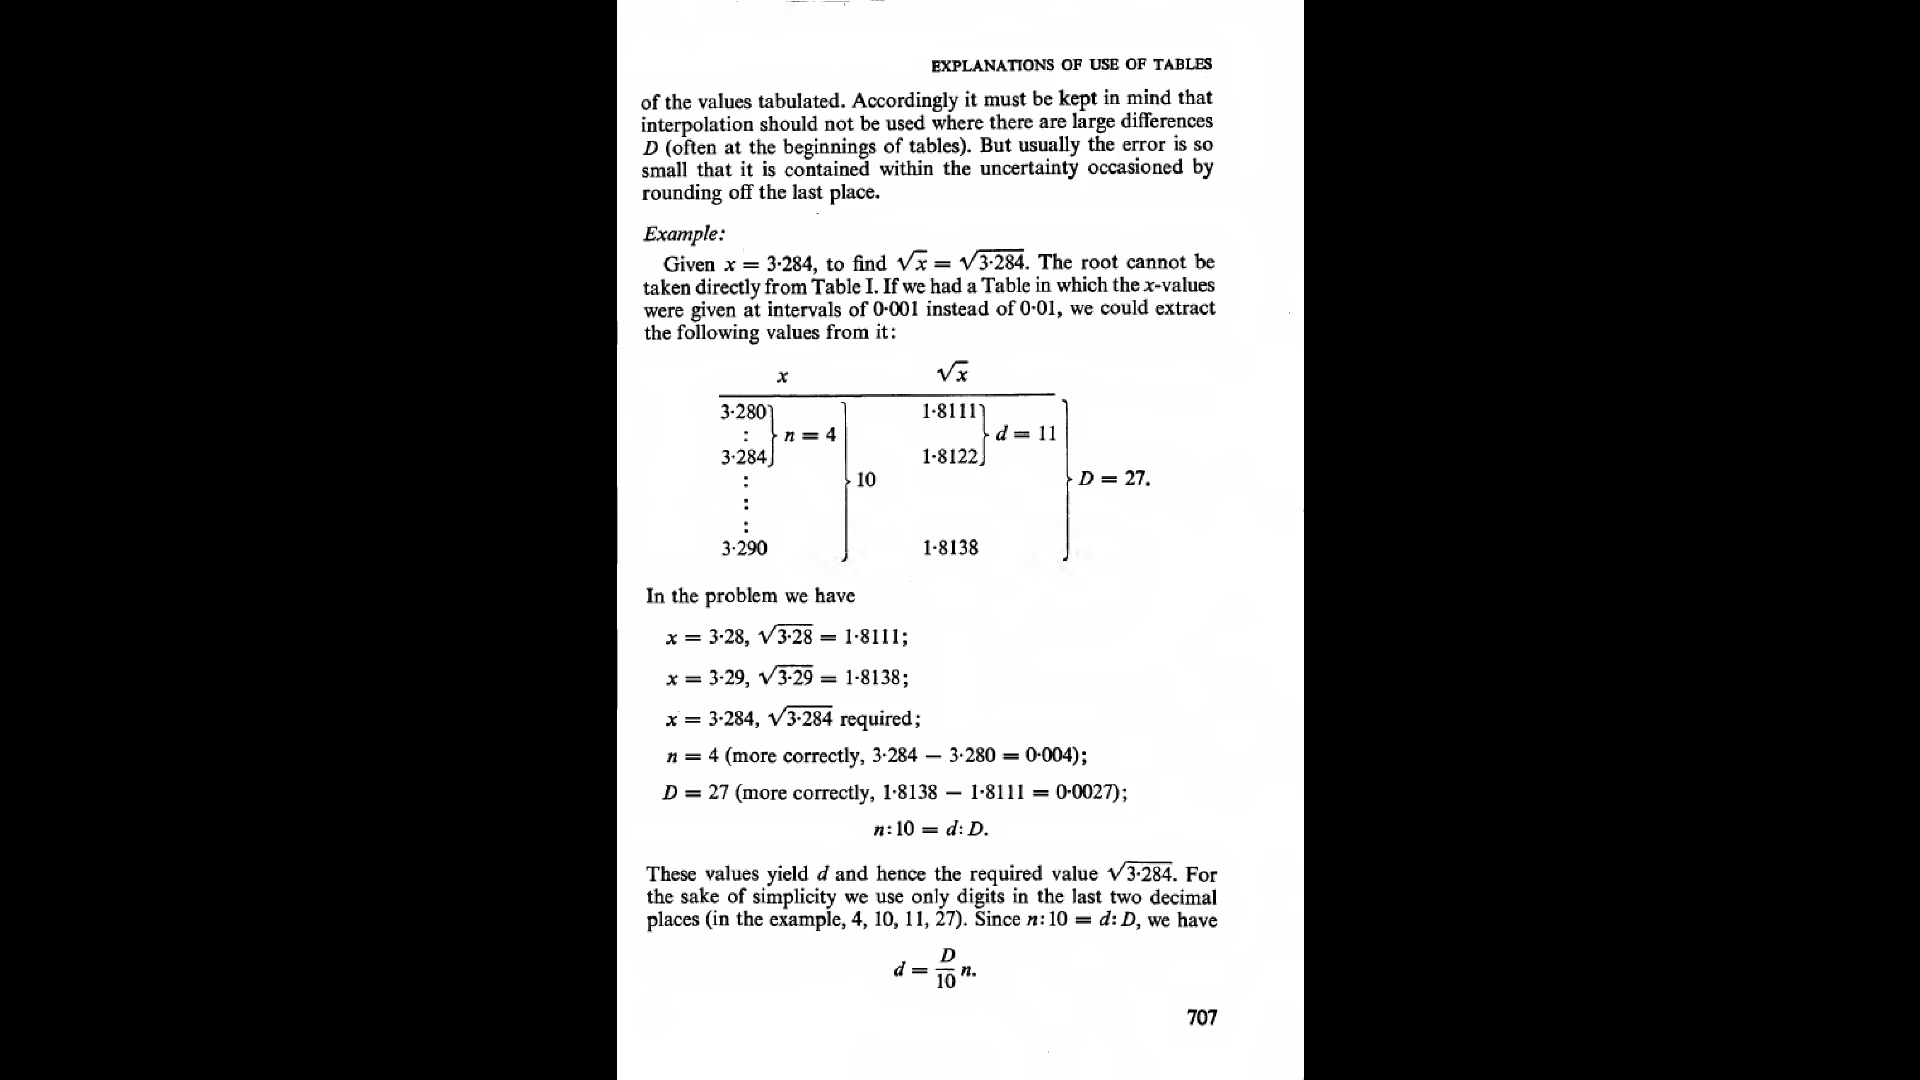 EXPLANATIONS OF USE OF TABLES
of the values tabulated. Accordingly it must be kept in mind that
interpolation should not be used where there are large differences
D (often at the beginnings of tables). But usually the error is so
small that it is contained within the uncertainty occasioned by
rounding off the last place.
Example:
Given x = 3·284, to find √x = √3·284. The root cannot be
taken directly from Table I. If we had a Table in which the x-values
were given at intervals of 0·001 instead of 0·01, we could extract
the following values from it:
x √x
3·280 1·8111
: n = 4 d = 11
3·284 1·8122
: 10 D = 27.
:
:
3·290 1·8138
In the problem we have
x = 3·28, √3·28 = 1·8111;
x = 3·29, √3·29 = 1·8138;
x = 3·284, √3·284 required;
n = 4 (more correctly, 3·284 − 3·280 = 0·004);
D = 27 (more correctly, 1·8138 − 1·8111 = 0·0027);
n:10 = d:D.
These values yield d and hence the required value √3·284. For
the sake of simplicity we use only digits in the last two decimal
places (in the example, 4, 10, 11, 27). Since n:10 = d:D, we have
d = D/10 n.
707